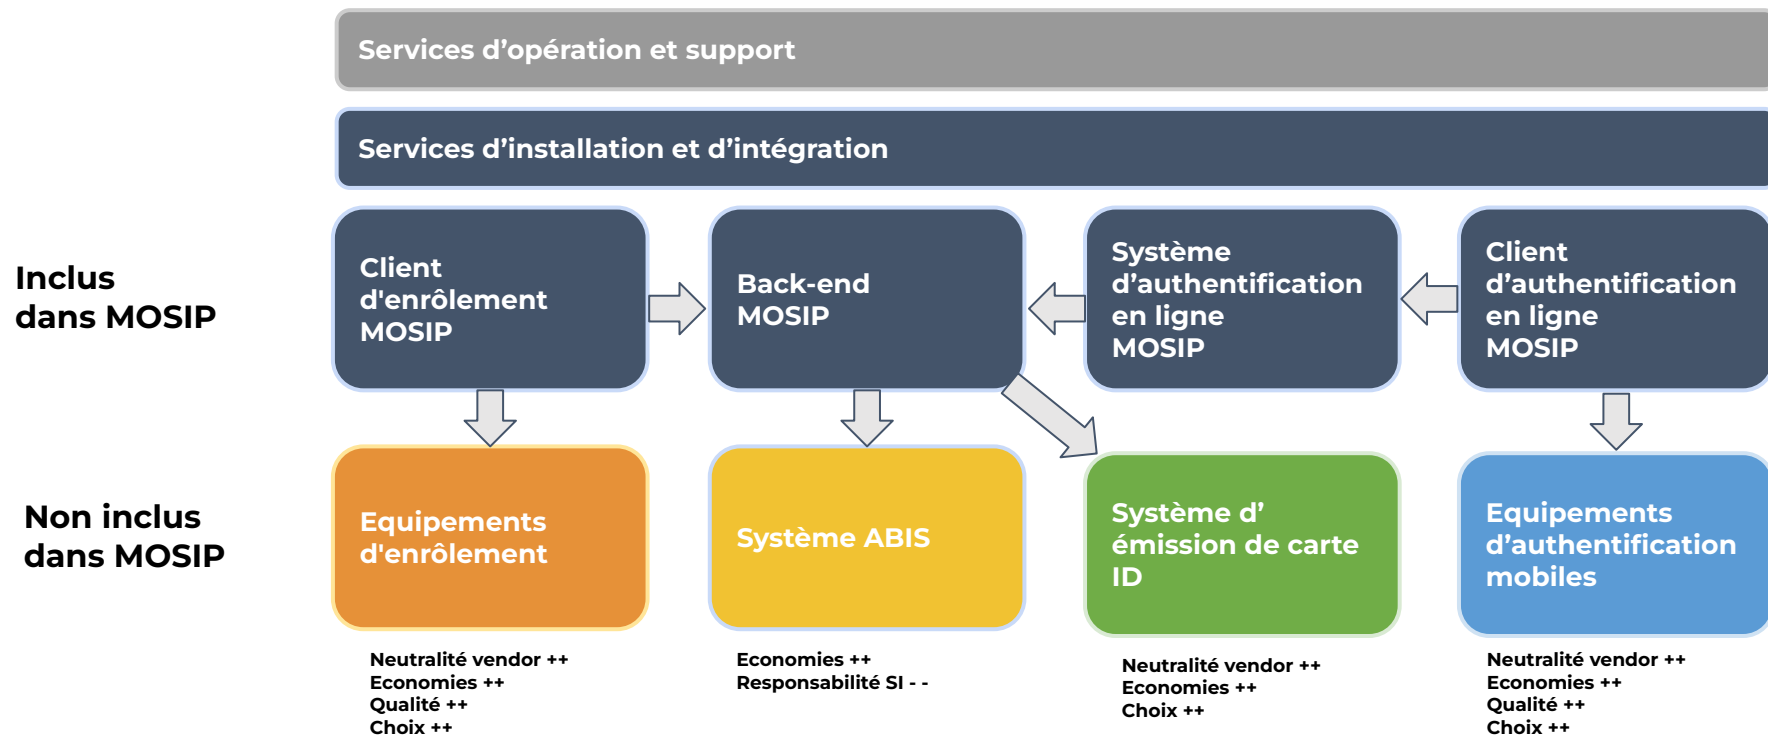 Services d’opération et support
Services d’installation et d’intégration
Inclus
dans MOSIP
Client
d'enrôlement
MOSIP
Back-end
MOSIP
Système
d’authentification
en ligne
MOSIP
Client
d’authentification
en ligne
MOSIP
Non inclus
dans MOSIP
Equipements
d'enrôlement
Système ABIS
Système d’
émission de carte
ID
Equipements
d’authentification
mobiles
Neutralité vendor ++
Economies ++
Qualité ++
Choix ++
Economies ++
Responsabilité SI - -
Neutralité vendor ++
Economies ++
Choix ++
Neutralité vendor ++
Economies ++
Qualité ++
Choix ++